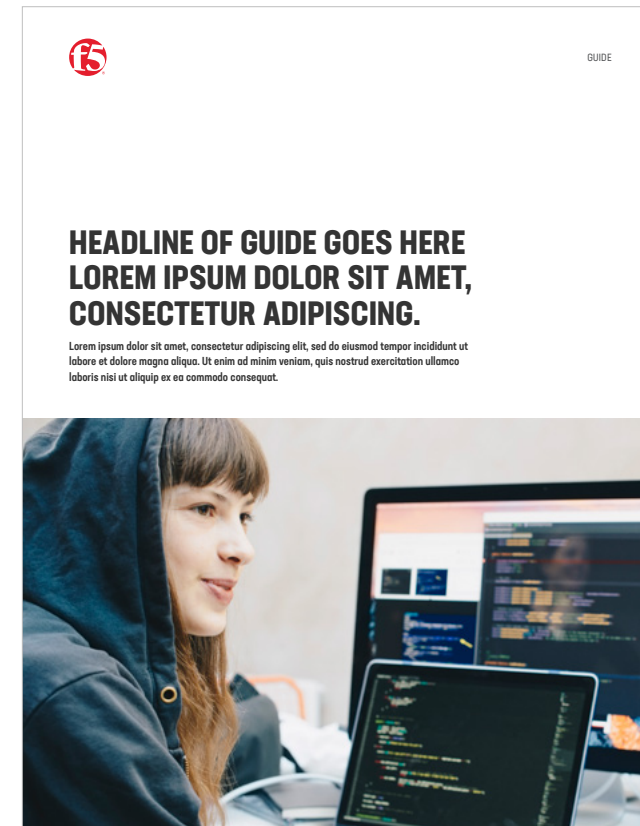 f5
GUIDE
HEADLINE OF GUIDE GOES HERE
LOREM IPSUM DOLOR SIT AMET,
CONSECTETUR ADIPISCING.
Lorem ipsum dolor sit amet, consectetur adipiscing elit, sed do eiusmod tempor incididunt ut
labore et dolore magna aliqua. Ut enim ad minim veniam, quis nostrud exercitation ullamco
laboris nisi ut aliquip ex ea commodo consequat.